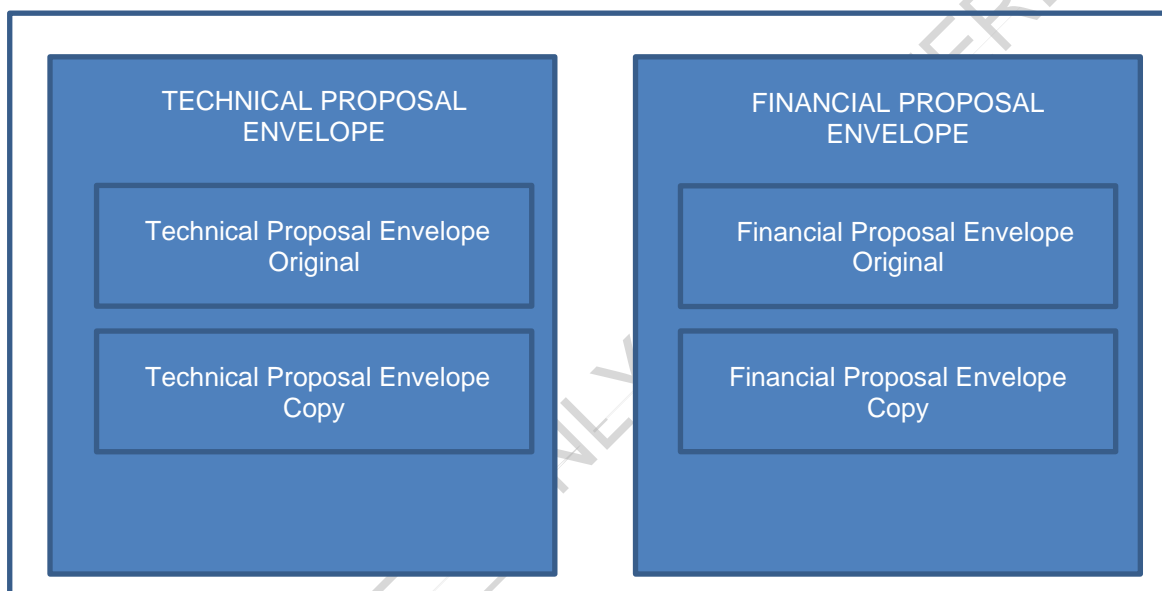 TECHNICAL PROPOSAL
ENVELOPE
Technical Proposal Envelope
Original
Technical Proposal Envelope
Copy
FINANCIAL PROPOSAL
ENVELOPE
Financial Proposal Envelope
Original
Financial Proposal Envelope
Copy